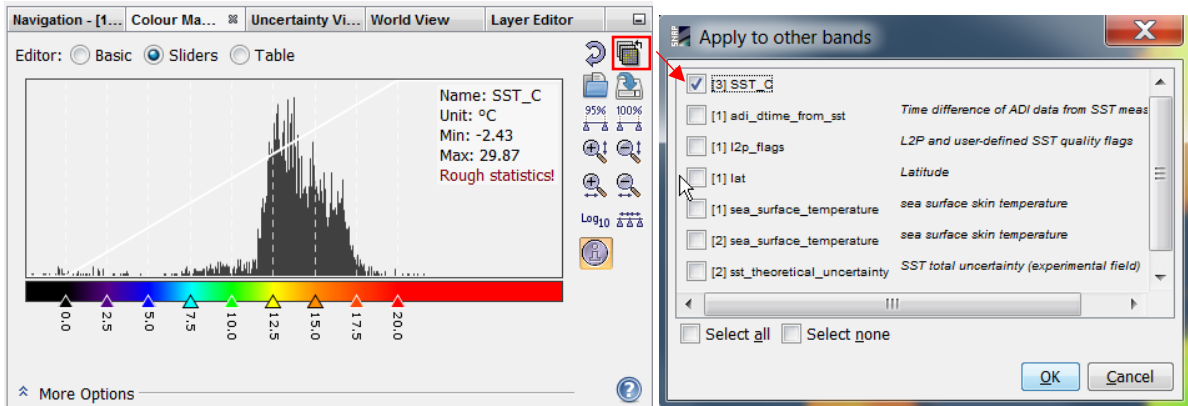 Navigation - [1... Colour Ma... Uncertainty Vi... World View Layer Editor
Editor: Basic Sliders Table
Name: SST_C
Unit: ºC
Min: -2.43
Max: 29.87
Rough statistics!
95% 100%
Log10
0.0 2.5 5.0 7.5 10.0 12.5 15.0 17.5 20.0
More Options
SNAP
Apply to other bands
[3] SST_C
[1] adi_dtime_from_sst Time difference of ADI data from SST meas
[1] l2p_flags L2P and user-defined SST quality flags
[1] lat Latitude
[1] sea_surface_temperature sea surface skin temperature
[2] sea_surface_temperature sea surface skin temperature
[2] sst_theoretical_uncertainty SST total uncertainty (experimental field)
Select all Select none
OK Cancel